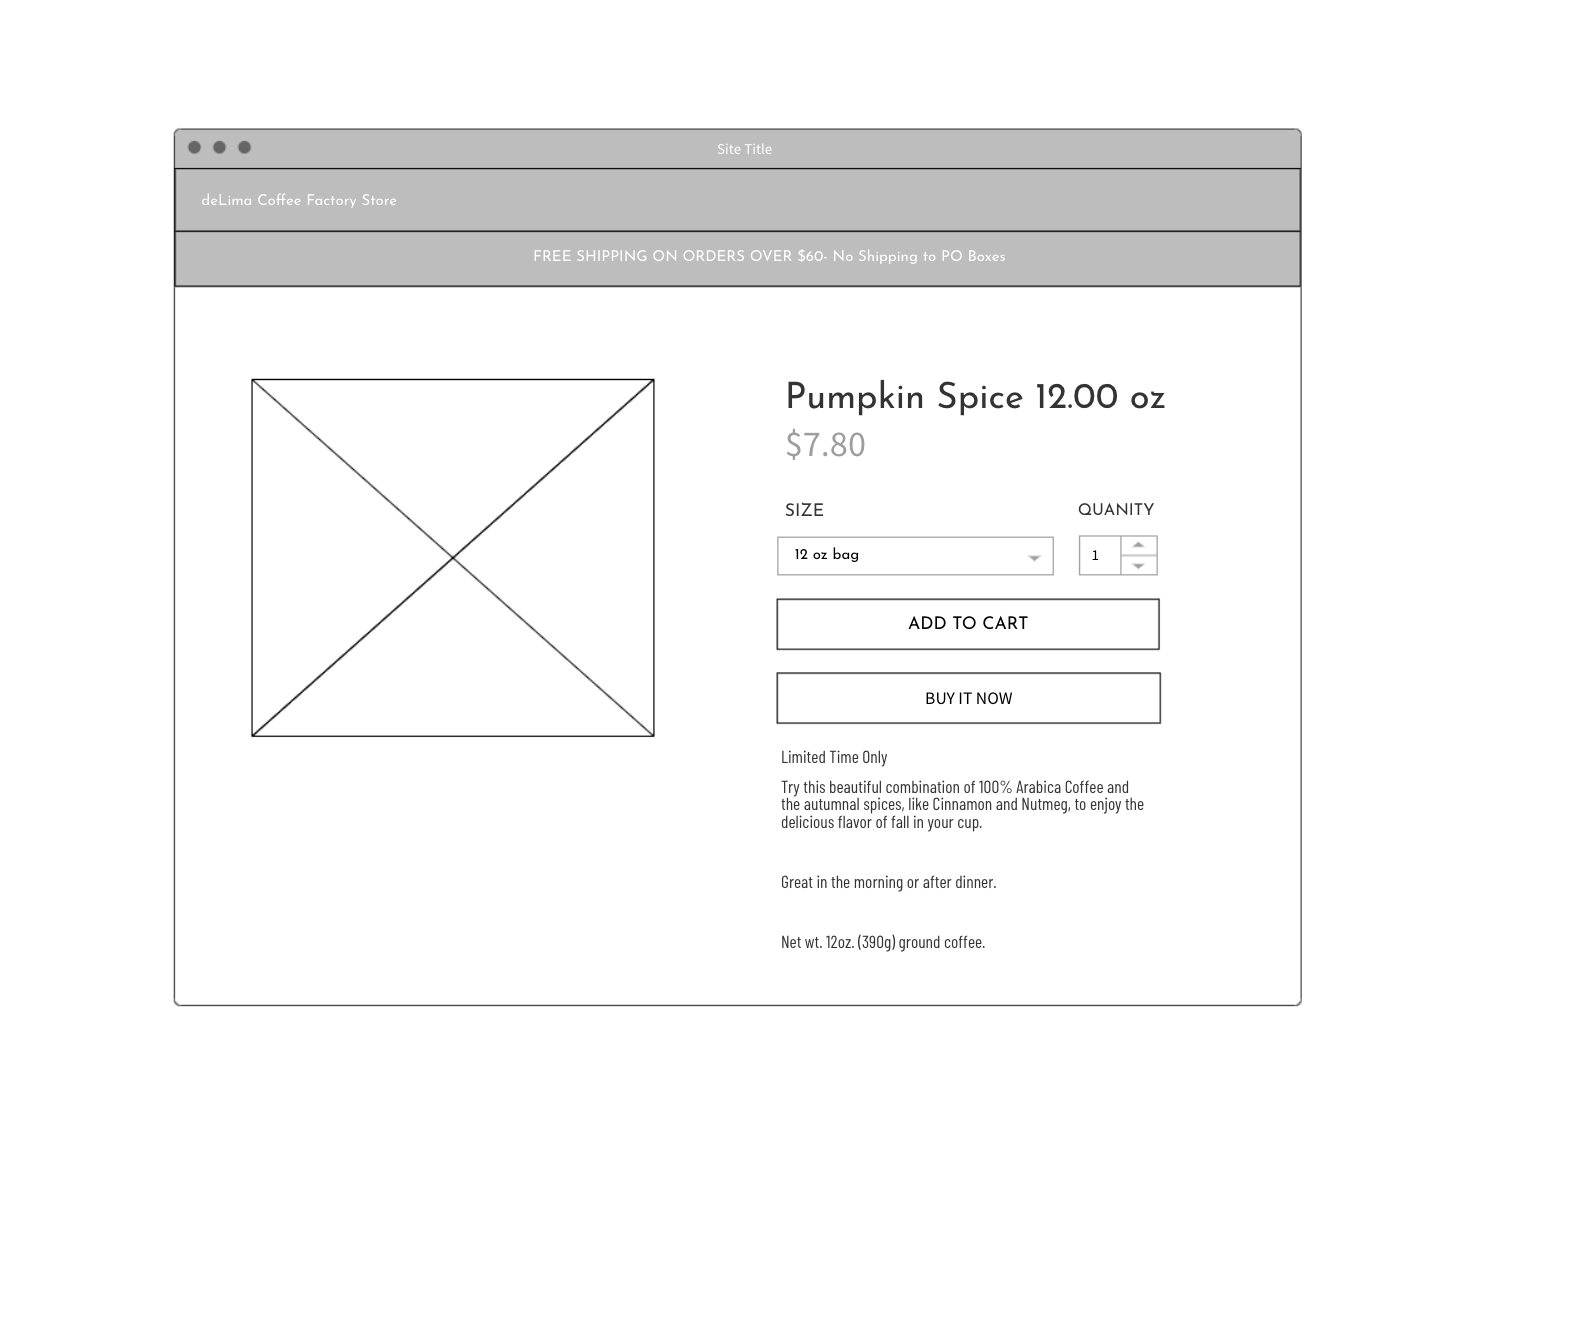 Site Title
deLima Coffee Factory Store
FREE SHIPPING ON ORDERS OVER $60- No Shipping to PO Boxes
Pumpkin Spice 12.00 oz
$7.80
SIZE
QUANITY
12 oz bag
1
ADD TO CART
BUY IT NOW
Limited Time Only
Try this beautiful combination of 100% Arabica Coffee and
the autumnal spices, like Cinnamon and Nutmeg, to enjoy the
delicious flavor of fall in your cup.
Great in the morning or after dinner.
Net wt. 12oz. (390g) ground coffee.